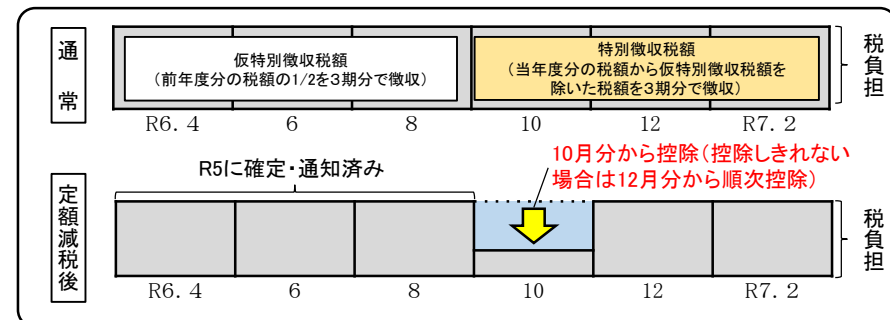 通常
仮特別徴収税額
(前年度分の税額の1/2を3期分で徴収)
特別徴収税額
(当年度分の税額から仮特別徴収税額を
除いた税額を3期分で徴収)
税負担
R6.4 6 8 10 12 R7.2
R5に確定・通知済み
10月分から控除(控除しきれない
場合は12月分から順次控除)
定額減税後
税負担
R6.4 6 8 10 12 R7.2